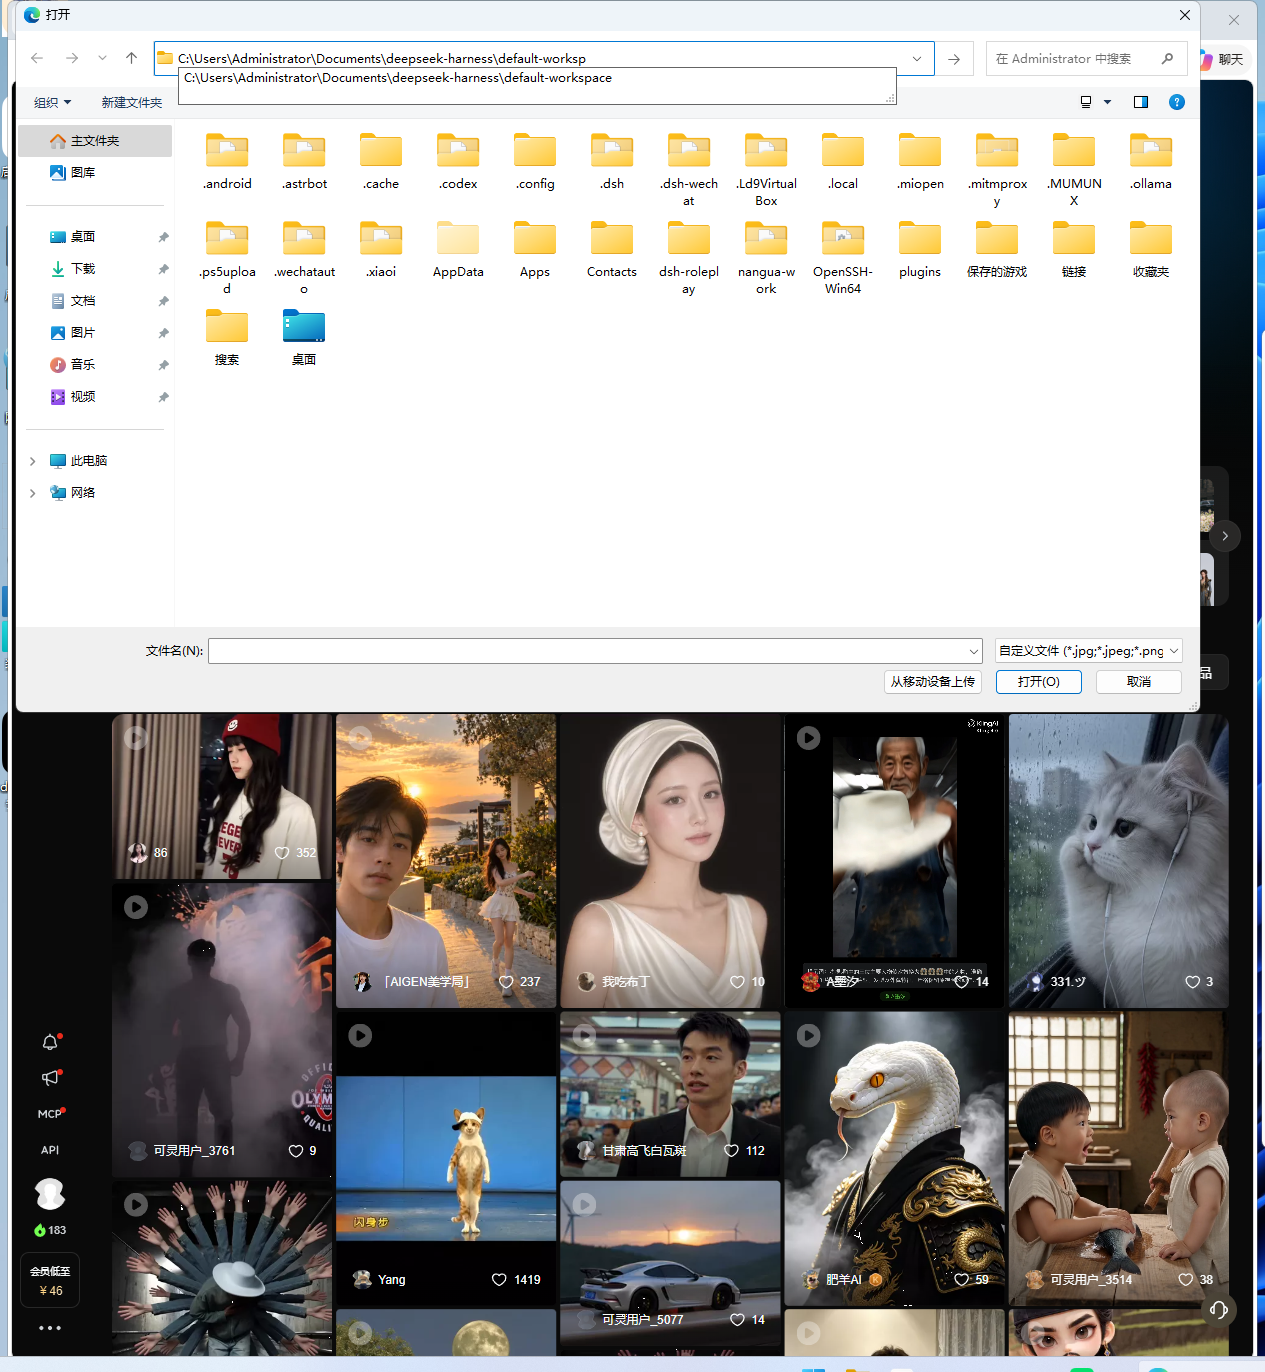 打开
C:\Users\Administrator\Documents\deepseek-harness\default-worksp
在 Administrator 中搜索
聊天
C:\Users\Administrator\Documents\deepseek-harness\default-workspace
组织
新建文件夹
主文件夹
图库
桌面
下载
文档
图片
音乐
视频
此电脑
网络
.android
.astrbot
.cache
.codex
.config
.dsh
.dsh-wechat
.Ld9VirtualBox
.local
.miopen
.mitmproxy
.MUMUNX
.ollama
.ps5upload
.wechatauto
.xiaoi
AppData
Apps
Contacts
dsh-roleplay
nangua-work
OpenSSH-Win64
plugins
保存的游戏
链接
收藏夹
搜索
桌面
文件名(N):
自定义文件 (*.jpg;*.jpeg;*.png
从移动设备上传
打开(O)
取消
品
86
352
「AIGEN美学局」
237
我吃布丁
10
KlingAI
A墨汐
14
331.ヅ
3
MCP
API
183
会员低至
¥ 46
可灵用户_3761
9
闪身步
Yang
1419
甘肃高飞白瓦斑
112
可灵用户_5077
14
肥羊AI
59
可灵用户_3514
38